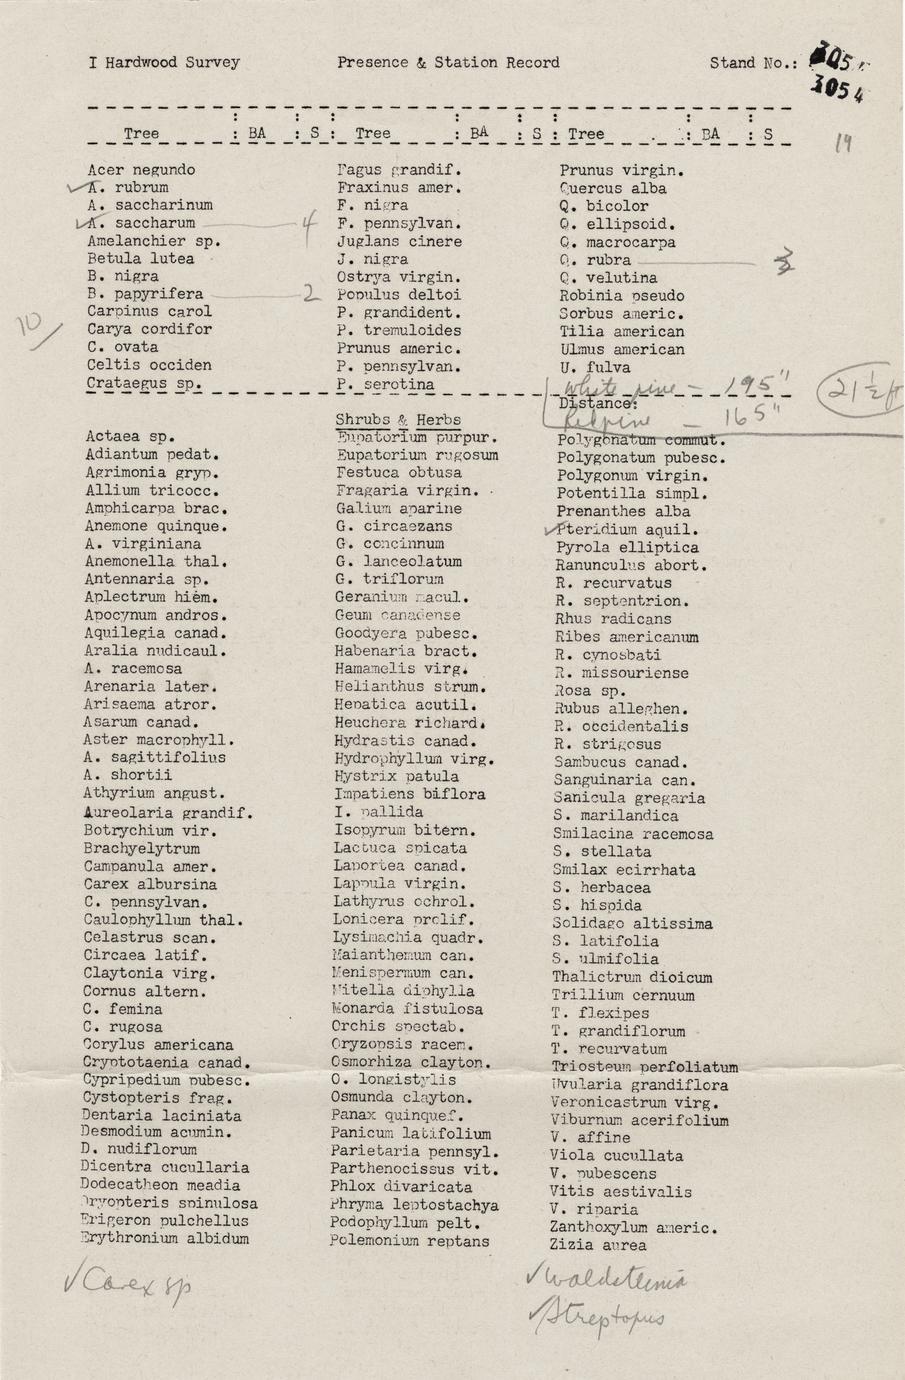 I Hardwood Survey Presence & Station Record Stand No.: 3054
3054
Tree : BA : S : Tree : BA : S : Tree : BA : S
19
Acer negundo
✓A. rubrum
A. saccharinum
✓A. saccharum 4
Amelanchier sp.
Betula lutea
B. nigra
B. papyrifera 2
Carpinus carol
10/
Carya cordifor
C. ovata
Celtis occiden
Crataegus sp.
Fagus grandif.
Fraxinus amer.
F. nigra
F. pennsylvan.
Juglans cinere
J. nigra
Ostrya virgin.
Populus deltoi
P. grandident.
P. tremuloides
Prunus americ.
P. pennsylvan.
P. serotina
Prunus virgin.
Quercus alba
Q. bicolor
Q. ellipsoid.
Q. macrocarpa
Q. rubra 3
Q. velutina
Robinia pseudo
Sorbus americ.
Tilia american
Ulmus american
U. fulva
White pine - 195"
Distance:
Red pine - 165"
21 ½ ft
Shrubs & Herbs
Actaea sp.
Adiantum pedat.
Agrimonia gryp.
Allium tricocc.
Amphicarpa brac.
Anemone quinque.
A. virginiana
Anemonella thal.
Antennaria sp.
Aplectrum hiem.
Apocynum andros.
Aquilegia canad.
Aralia nudicaul.
A. racemosa
Arenaria later.
Arisaema atror.
Asarum canad.
Aster macrophyll.
A. sagittifolius
A. shortii
Athyrium angust.
Aureolaria grandif.
Botrychium vir.
Brachyelytrum
Campanula amer.
Carex albursina
C. pennsylvan.
Caulophyllum thal.
Celastrus scan.
Circaea latif.
Claytonia virg.
Cornus altern.
C. femina
C. rugosa
Corylus americana
Cryptotaenia canad.
Cypripedium pubesc.
Cystopteris frag.
Dentaria laciniata
Desmodium acumin.
D. nudiflorum
Dicentra cucullaria
Dodecatheon meadia
Dryopteris spinulosa
Erigeron pulchellus
Erythronium albidum
✓Carex sp
Eupatorium purpur.
Eupatorium rugosum
Festuca obtusa
Fragaria virgin.
Galium aparine
G. circaezans
G. concinnum
G. lanceolatum
G. triflorum
Geranium macul.
Geum canadense
Goodyera pubesc.
Habenaria bract.
Hamamelis virg.
Helianthus strum.
Hepatica acutil.
Heuchera richard.
Hydrastis canad.
Hydrophyllum virg.
Hystrix patula
Impatiens biflora
I. pallida
Isopyrum bitern.
Lactuca spicata
Laportea canad.
Lappula virgin.
Lathyrus ochrol.
Lonicera prolif.
Lysimachia quadr.
Maianthemum can.
Menispermum can.
Mitella diphylla
Monarda fistulosa
Orchis spectab.
Oryzopsis racem.
Osmorhiza clayton.
O. longistylis
Osmunda clayton.
Panax quinquef.
Panicum latifolium
Parietaria pennsyl.
Parthenocissus vit.
Phlox divaricata
Phryma leptostachya
Podophyllum pelt.
Polemonium reptans
Polygonatum commut.
Polygonatum pubesc.
Polygonum virgin.
Potentilla simpl.
Prenanthes alba
✓Pteridium aquil.
Pyrola elliptica
Ranunculus abort.
R. recurvatus
R. septentrion.
Rhus radicans
Ribes americanum
R. cynosbati
R. missouriense
Rosa sp.
Rubus alleghen.
R. occidentalis
R. strigosus
Sambucus canad.
Sanguinaria can.
Sanicula gregaria
S. marilandica
Smilacina racemosa
S. stellata
Smilax ecirrhata
S. herbacea
S. hispida
Solidago altissima
S. latifolia
S. ulmifolia
Thalictrum dioicum
Trillium cernuum
T. flexipes
T. grandiflorum
T. recurvatum
Triosteum perfoliatum
Uvularia grandiflora
Veronicastrum virg.
Viburnum acerifolium
V. affine
Viola cucullata
V. pubescens
Vitis aestivalis
V. riparia
Zanthoxylum americ.
Zizia aurea
✓Waldsteinia
✓Streptopus